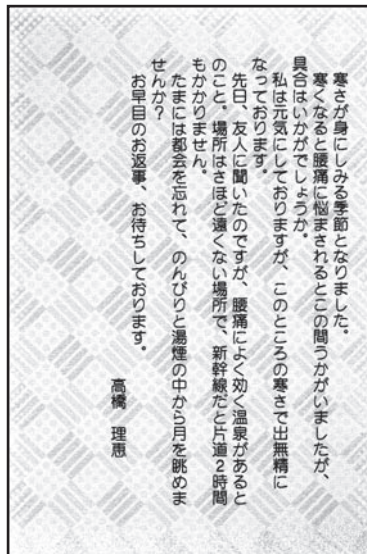 寒さが身にしみる季節となりました。
寒くなると腰痛に悩まされるとこの間うかがいましたが、
具合はいかがでしょうか。
私は元気にしておりますが、このところの寒さで出無精に
なっております。
先日、友人に聞いたのですが、腰痛によく効く温泉があると
のこと。場所はさほど遠くない場所で、新幹線だと片道2時間
もかかりません。
たまには都会を忘れて、のんびりと湯煙の中から月を眺めま
せんか？
お早目のお返事、お待ちしております。
高橋 理恵